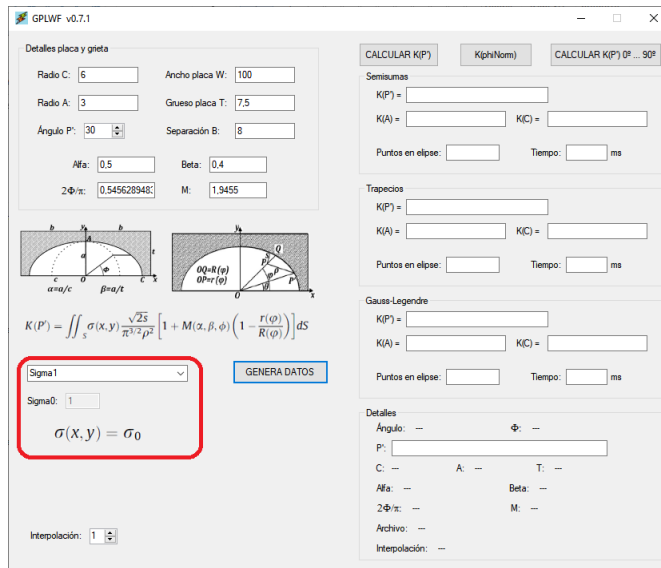 GPLWF v0.7.1
Detalles placa y grieta
Radio C: 6 Ancho placa W: 100
Radio A: 3 Grueso placa T: 7,5
Ángulo P': 30 Separación B: 8
Alfa: 0,5 Beta: 0,4
2Φ/π: 0,5456289483 M: 1,9455
b y b
A
a t
Φ
c O c C x
α=a/c β=a/t
y
Q
S
P
OQ=R(φ)
OP=r(φ)
ρ
P'
φ
O x
K(P') = ∬_S σ(x,y) √2s / π^{3/2}ρ² [1 + M(α,β,ϕ)(1 − r(φ)/R(φ))]dS
Sigma1
GENERA DATOS
Sigma0: 1
σ(x,y) = σ₀
Interpolación: 1
CALCULAR K(P') K(phiNorm) CALCULAR K(P') 0º ... 90º
Semisumas
K(P') =
K(A) = K(C) =
Puntos en elipse: Tiempo: ms
Trapecios
K(P') =
K(A) = K(C) =
Puntos en elipse: Tiempo: ms
Gauss-Legendre
K(P') =
K(A) = K(C) =
Puntos en elipse: Tiempo: ms
Detalles
Ángulo: --- Φ: ---
P':
C: --- A: --- T: ---
Alfa: --- Beta: ---
2Φ/π: --- M: ---
Archivo: ---
Interpolación: ---